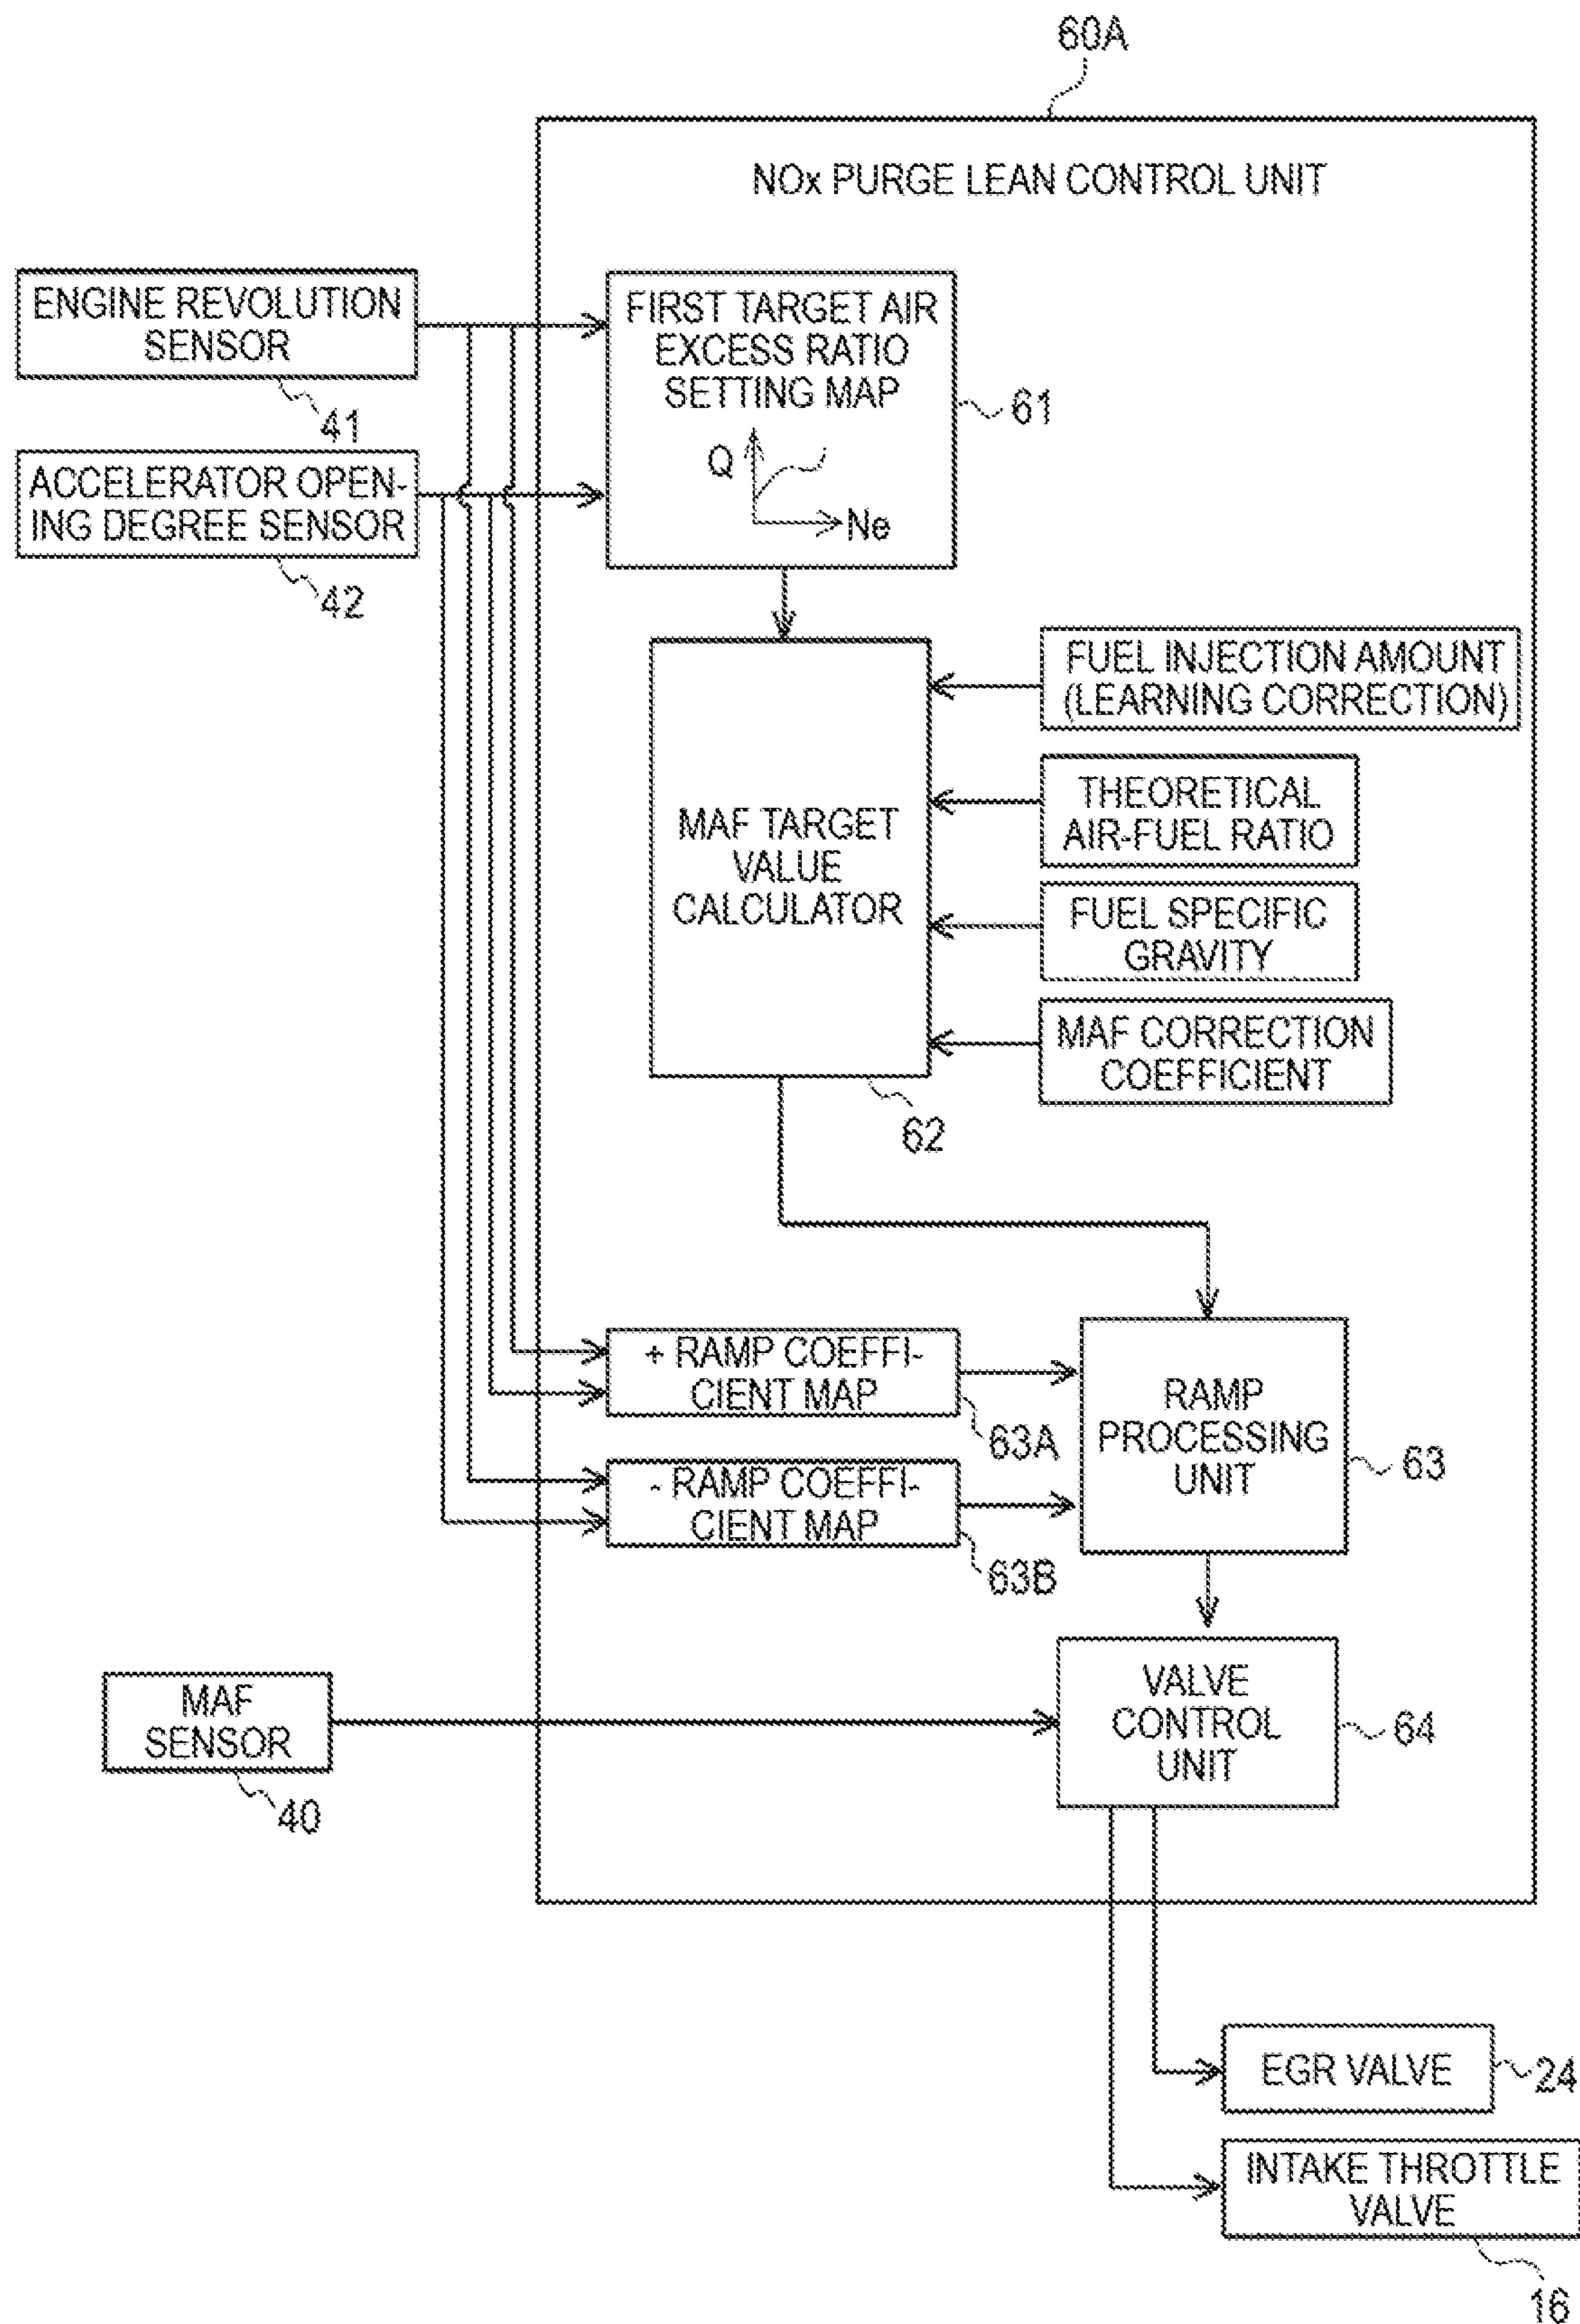 60A
NOx PURGE LEAN CONTROL UNIT
ENGINE REVOLUTION
SENSOR
41
ACCELERATOR OPEN-
ING DEGREE SENSOR
42
FIRST TARGET AIR
EXCESS RATIO
SETTING MAP
Q
Ne
61
MAF TARGET
VALUE
CALCULATOR
62
FUEL INJECTION AMOUNT
(LEARNING CORRECTION)
THEORETICAL
AIR-FUEL RATIO
FUEL SPECIFIC
GRAVITY
MAF CORRECTION
COEFFICIENT
+ RAMP COEFFI-
CIENT MAP
63A
- RAMP COEFFI-
CIENT MAP
63B
RAMP
PROCESSING
UNIT
63
MAF
SENSOR
40
VALVE
CONTROL
UNIT
64
EGR VALVE
24
INTAKE THROTTLE
VALVE
16